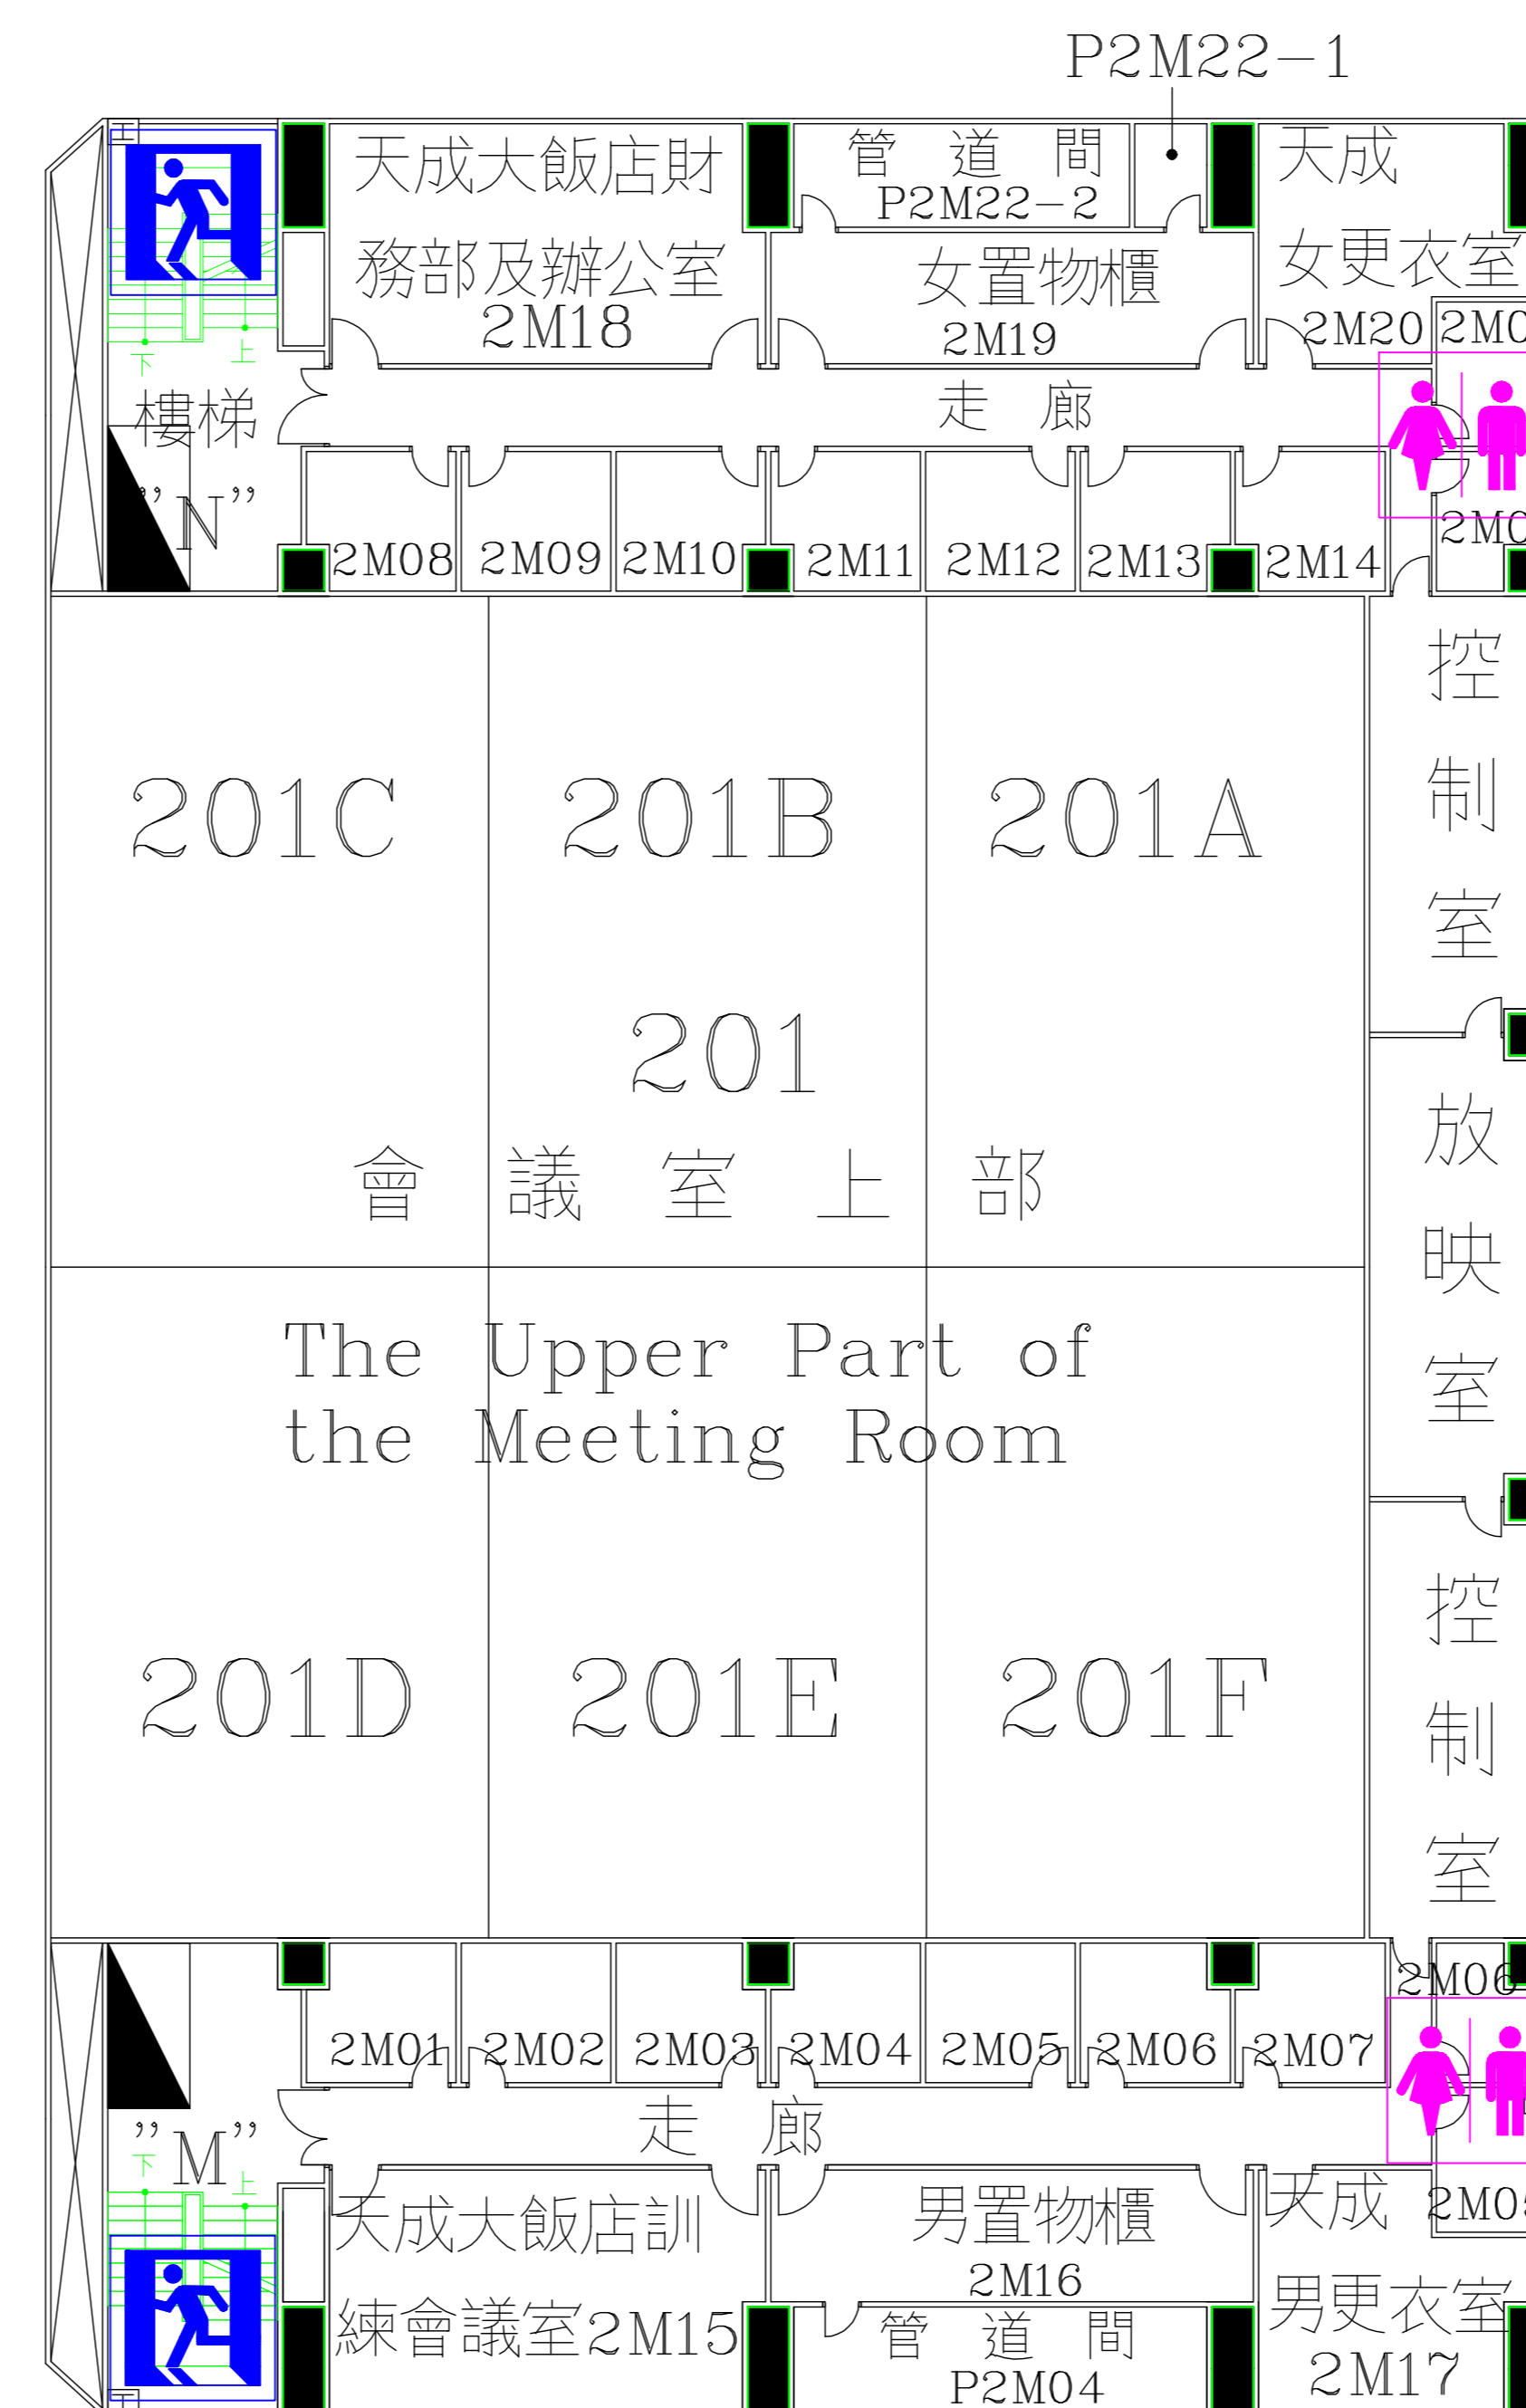 P2M22-1
天成大飯店財
務部及辦公室
2M18
管道間
P2M22-2
女置物櫃
2M19
天成
女更衣室
2M20
下
上
樓梯
"N"
走廊
2M08
2M09
2M10
2M11
2M12
2M13
2M14
201C
201B
201A
控制室
201
會議室上部
The Upper Part of
the Meeting Room
放映室
201D
201E
201F
控制室
2M01
2M02
2M03
2M04
2M05
2M06
2M07
2M06
"M"
下
上
走廊
天成大飯店訓
練會議室2M15
男置物櫃
2M16
管道間
P2M04
天成
男更衣室
2M17